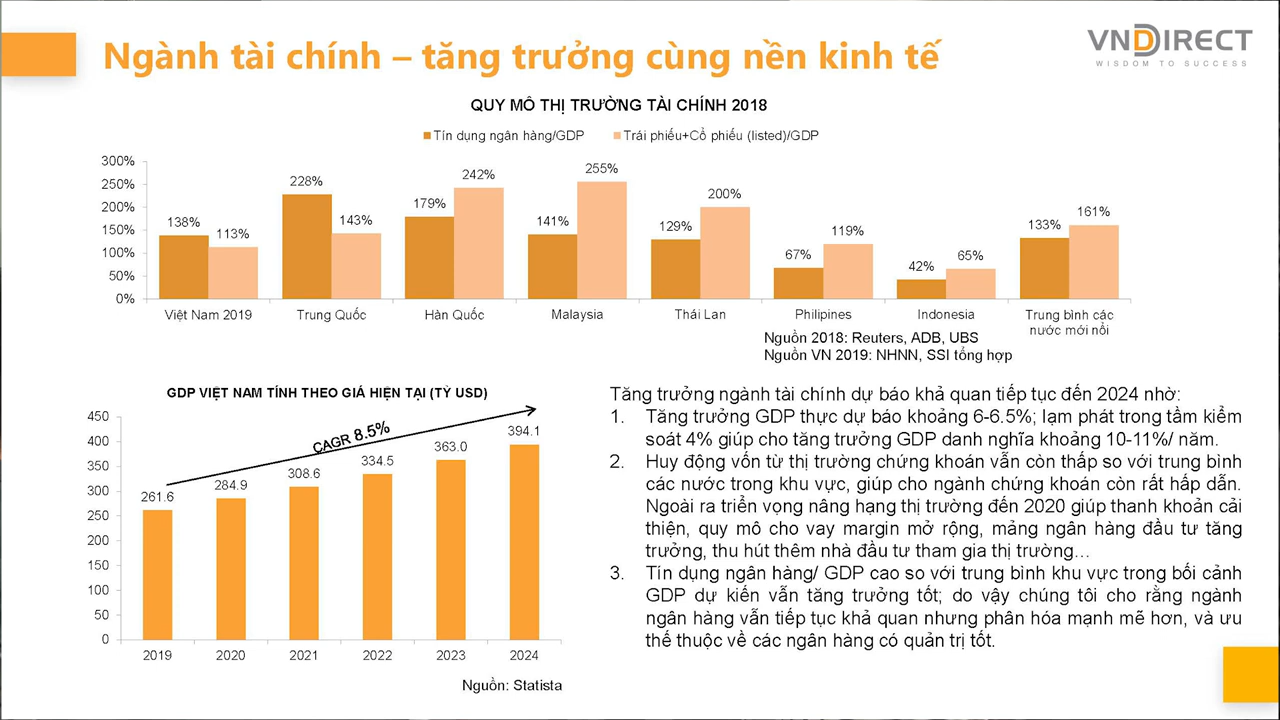 Ngành tài chính – tăng trưởng cùng nền kinh tế
VNDIRECT
WISDOM TO SUCCESS
QUY MÔ THỊ TRƯỜNG TÀI CHÍNH 2018
Tín dụng ngân hàng/GDP
Trái phiếu+Cổ phiếu (listed)/GDP
300%
250%
200%
150%
100%
50%
0%
138%
113%
228%
143%
179%
242%
141%
255%
129%
200%
67%
119%
42%
65%
133%
161%
Việt Nam 2019
Trung Quốc
Hàn Quốc
Malaysia
Thái Lan
Philipines
Indonesia
Trung bình các
nước mới nổi
Nguồn 2018: Reuters, ADB, UBS
Nguồn VN 2019: NHNN, SSI tổng hợp
GDP VIỆT NAM TÍNH THEO GIÁ HIỆN TẠI (TỶ USD)
450
400
350
300
250
200
150
100
50
0
CAGR 8.5%
261.6
284.9
308.6
334.5
363.0
394.1
2019
2020
2021
2022
2023
2024
Nguồn: Statista
Tăng trưởng ngành tài chính dự báo khả quan tiếp tục đến 2024 nhờ:
1. Tăng trưởng GDP thực dự báo khoảng 6-6.5%; lạm phát trong tầm kiểm
soát 4% giúp cho tăng trưởng GDP danh nghĩa khoảng 10-11%/ năm.
2. Huy động vốn từ thị trường chứng khoán vẫn còn thấp so với trung bình
các nước trong khu vực, giúp cho ngành chứng khoán còn rất hấp dẫn.
Ngoài ra triển vọng nâng hạng thị trường đến 2020 giúp thanh khoản cải
thiện, quy mô cho vay margin mở rộng, mảng ngân hàng đầu tư tăng
trưởng, thu hút thêm nhà đầu tư tham gia thị trường…
3. Tín dụng ngân hàng/ GDP cao so với trung bình khu vực trong bối cảnh
GDP dự kiến vẫn tăng trưởng tốt; do vậy chúng tôi cho rằng ngành
ngân hàng vẫn tiếp tục khả quan nhưng phân hóa mạnh mẽ hơn, và ưu
thế thuộc về các ngân hàng có quản trị tốt.